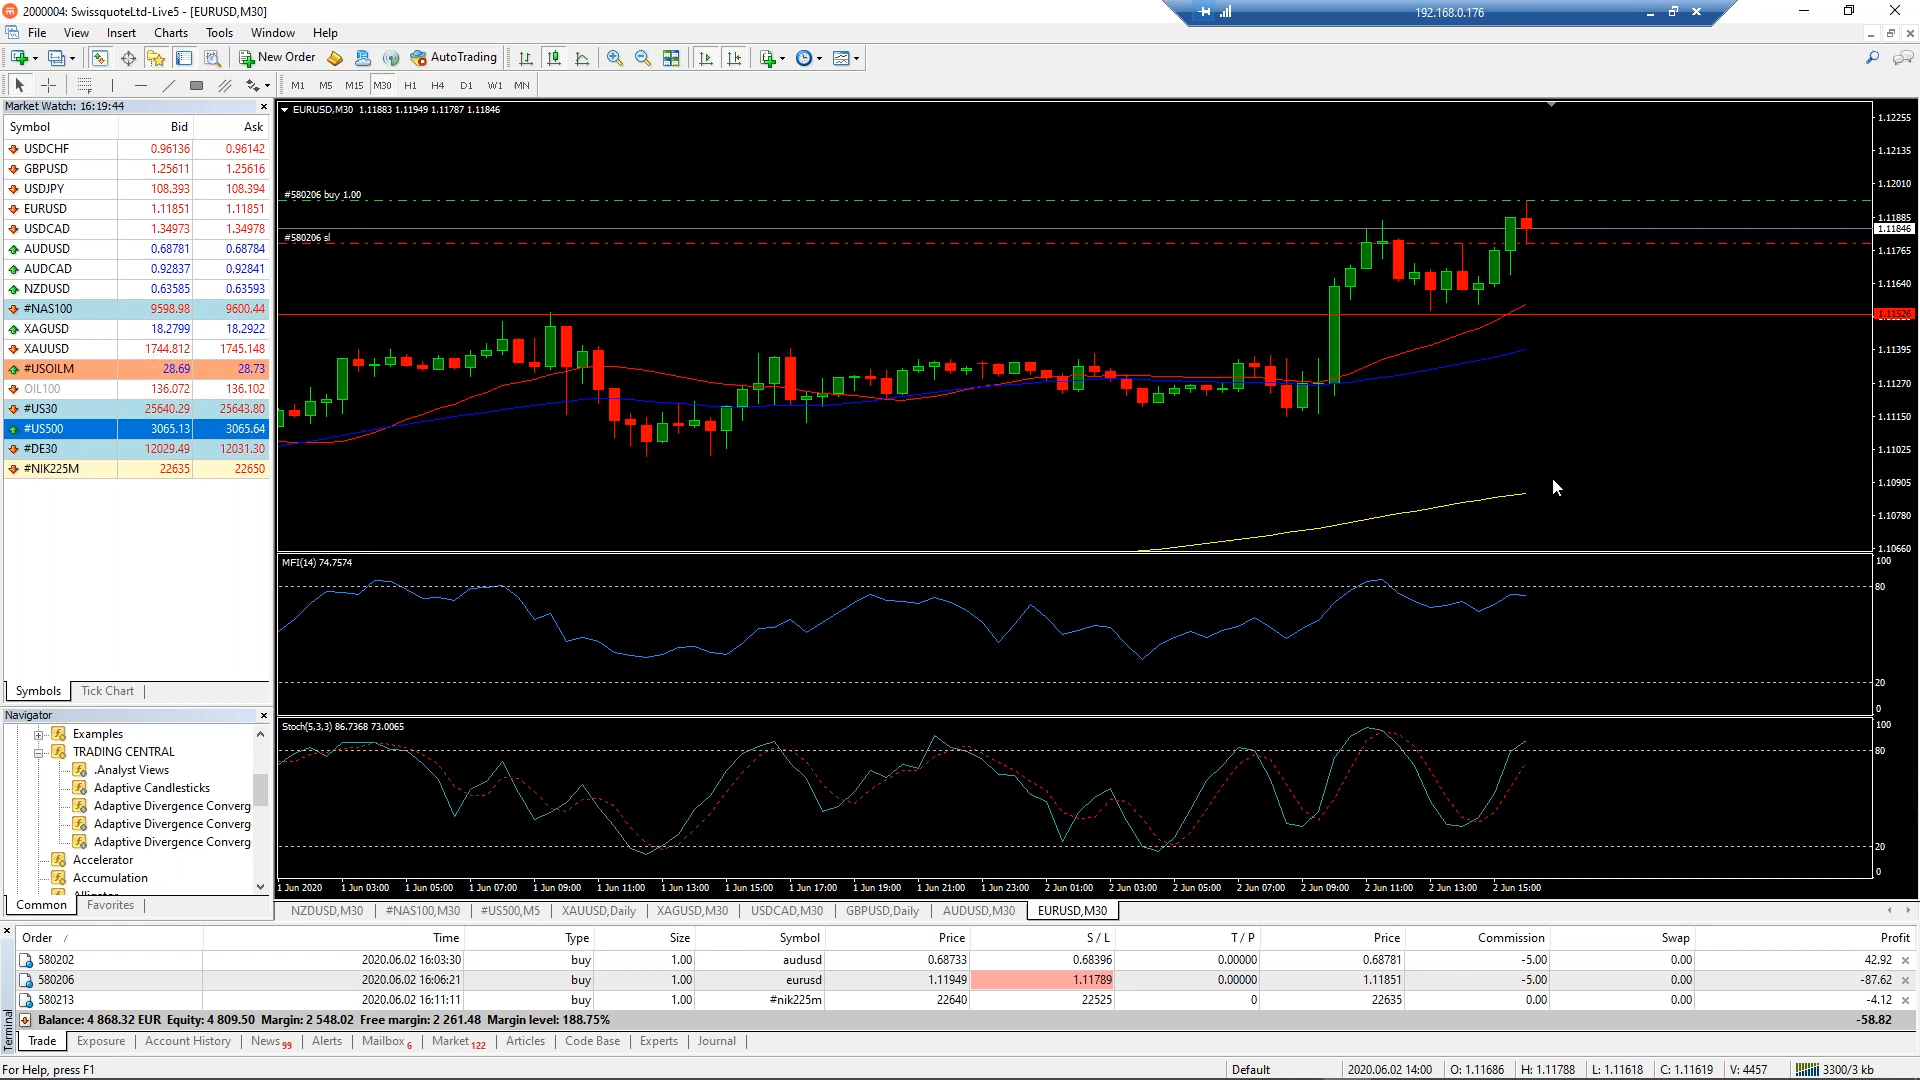 2000004: SwissquoteLtd-Live5 - [EURUSD,M30]
192.168.0.176
File View Insert Charts Tools Window Help
New Order AutoTrading
M1 M5 M15 M30 H1 H4 D1 W1 MN
Market Watch: 16:19:44
Symbol Bid Ask
USDCHF 0.96136 0.96142
GBPUSD 1.25611 1.25616
USDJPY 108.393 108.394
EURUSD 1.11851 1.11851
USDCAD 1.34973 1.34978
AUDUSD 0.68781 0.68784
AUDCAD 0.92837 0.92841
NZDUSD 0.63585 0.63593
#NAS100 9598.98 9600.44
XAGUSD 18.2799 18.2922
XAUUSD 1744.812 1745.148
#USOILM 28.69 28.73
OIL100 136.072 136.102
#US30 25640.29 25643.80
#US500 3065.13 3065.64
#DE30 12029.49 12031.30
#NIK225M 22635 22650
Symbols Tick Chart
Navigator
Examples
TRADING CENTRAL
.Analyst Views
Adaptive Candlesticks
Adaptive Divergence Converg
Adaptive Divergence Converg
Adaptive Divergence Converg
Accelerator
Accumulation
Common Favorites
EURUSD,M30 1.11883 1.11949 1.11787 1.11846
#580206 buy 1.00
#580206 sl
1.12255
1.12135
1.12010
1.11885
1.11846
1.11765
1.11640
1.11526
1.11395
1.11270
1.11150
1.11025
1.10905
1.10780
1.10660
MFI(14) 74.7574
100
80
20
0
Stoch(5,3,3) 86.7368 73.0065
100
80
20
0
1 Jun 2020 1 Jun 03:00 1 Jun 05:00 1 Jun 07:00 1 Jun 09:00 1 Jun 11:00 1 Jun 13:00 1 Jun 15:00 1 Jun 17:00 1 Jun 19:00 1 Jun 21:00 1 Jun 23:00 2 Jun 01:00 2 Jun 03:00 2 Jun 05:00 2 Jun 07:00 2 Jun 09:00 2 Jun 11:00 2 Jun 13:00 2 Jun 15:00
NZDUSD,M30 #NAS100,M30 #US500,M5 XAUUSD,Daily XAGUSD,M30 USDCAD,M30 GBPUSD,Daily AUDUSD,M30 EURUSD,M30
Order / Time Type Size Symbol Price S / L T / P Price Commission Swap Profit
580202 2020.06.02 16:03:30 buy 1.00 audusd 0.68733 0.68396 0.00000 0.68781 -5.00 0.00 42.92
580206 2020.06.02 16:06:21 buy 1.00 eurusd 1.11949 1.11789 0.00000 1.11851 -5.00 0.00 -87.62
580213 2020.06.02 16:11:11 buy 1.00 #nik225m 22640 22525 0 22635 0.00 0.00 -4.12
Balance: 4 868.32 EUR Equity: 4 809.50 Margin: 2 548.02 Free margin: 2 261.48 Margin level: 188.75% -58.82
Terminal
Trade Exposure Account History News 99 Alerts Mailbox 6 Market 122 Articles Code Base Experts Journal
For Help, press F1 Default 2020.06.02 14:00 O: 1.11686 H: 1.11788 L: 1.11618 C: 1.11619 V: 4457 3300/3 kb